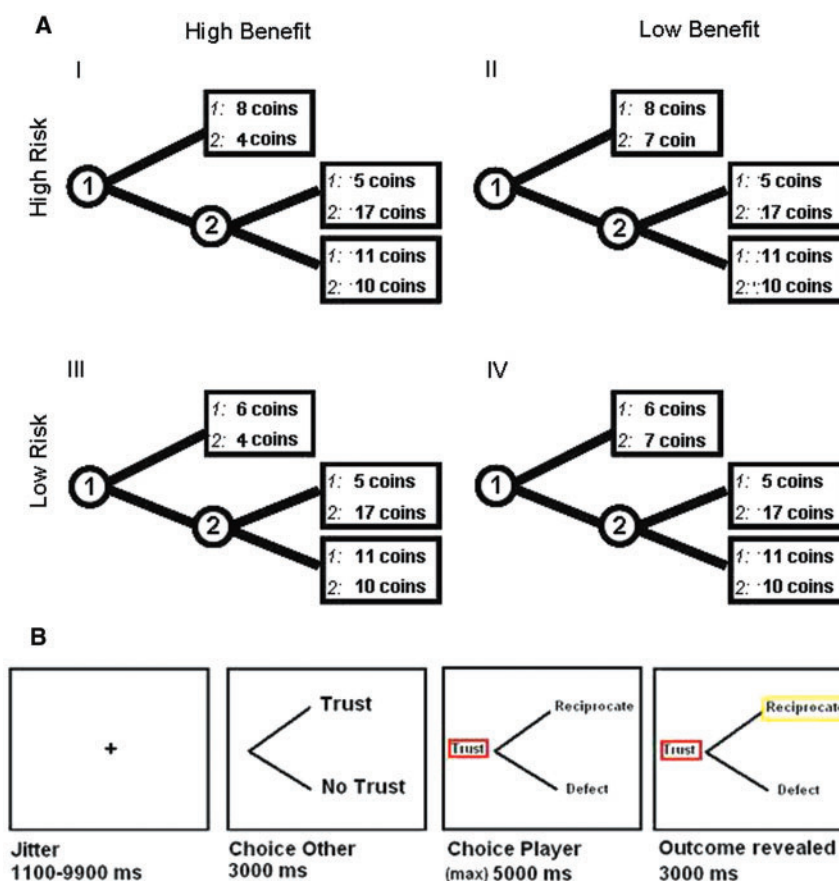 A
High Benefit
Low Benefit
High Risk
I
1: 8 coins
2: 4 coins
1
2
1: 5 coins
2: 17 coins
1: 11 coins
2: 10 coins
II
1: 8 coins
2: 7 coin
1
2
1: 5 coins
2: 17 coins
1: 11 coins
2: 10 coins
Low Risk
III
1: 6 coins
2: 4 coins
1
2
1: 5 coins
2: 17 coins
1: 11 coins
2: 10 coins
IV
1: 6 coins
2: 7 coins
1
2
1: 5 coins
2: 17 coins
1: 11 coins
2: 10 coins
B
+
Jitter
1100-9900 ms
Trust
No Trust
Choice Other
3000 ms
Reciprocate
Trust
Defect
Choice Player
(max) 5000 ms
Reciprocate
Trust
Defect
Outcome revealed
3000 ms